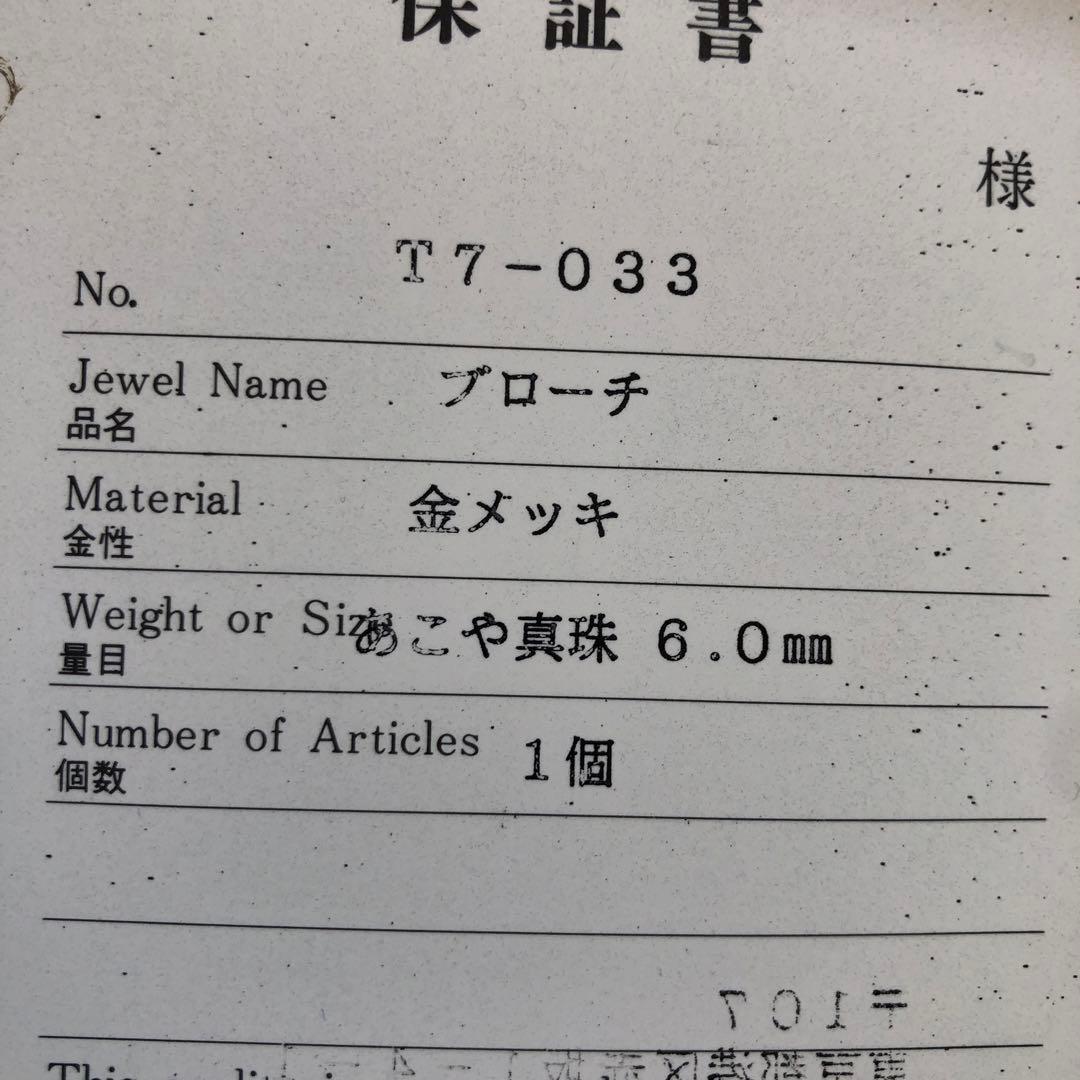 保証書
様
No. T7-033
Jewel Name ブローチ
品名
Material 金メッキ
金性
Weight or Size あこや真珠 6.0mm
量目
Number of Articles 1個
個数
〒107
This